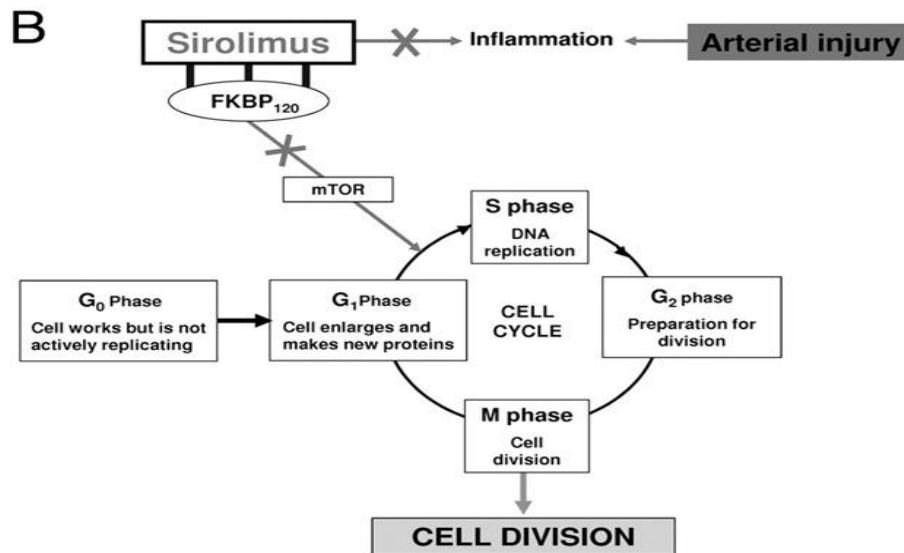 B
Sirolimus
Inflammation
Arterial injury
FKBP120
mTOR
S phase
DNA
replication
G0 Phase
Cell works but is not
actively replicating
G1Phase
Cell enlarges and
makes new proteins
CELL
CYCLE
G2 phase
Preparation for
division
M phase
Cell
division
CELL DIVISION